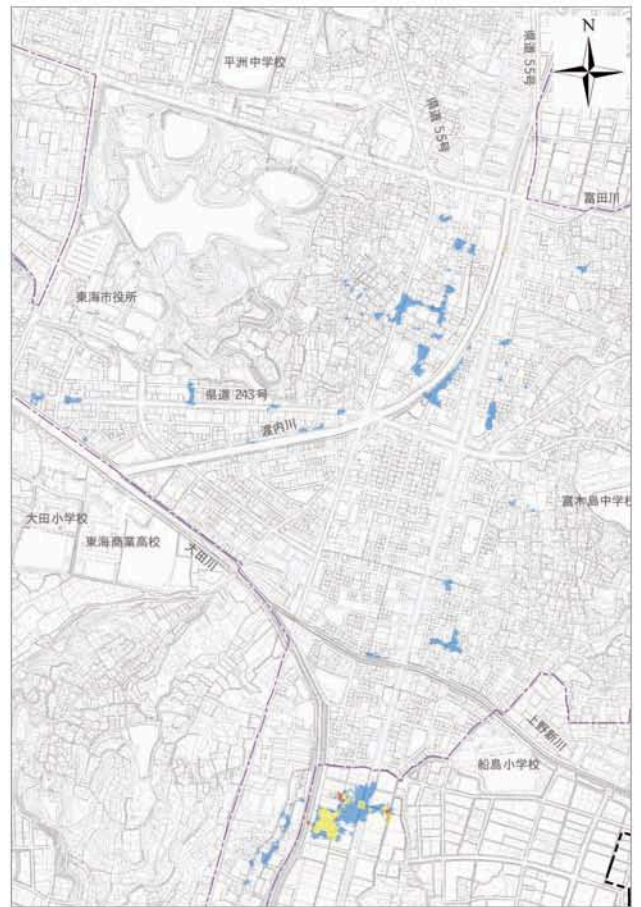 N
県道 55号
平洲中学校
県道 55号
富田川
東海市役所
県道 243号
渡内川
富木島中学校
大田小学校
東海商業高校
大田川
上野新川
船島小学校